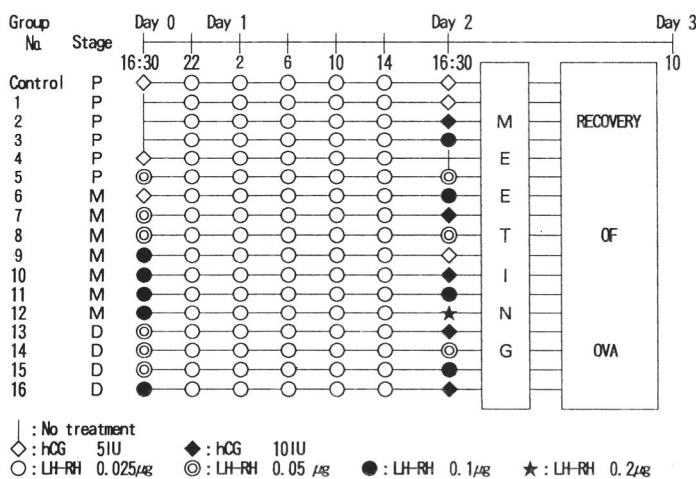 Group Day 0 Day 1 Day 2 Day 3
No. Stage
16:30 22 2 6 10 14 16:30 10
Control P
1 P
2 P M RECOVERY
3 P
4 P E
5 P
6 M E
7 M
8 M T OF
9 M
10 M I
11 M
12 M N
13 D
14 D G OVA
15 D
16 D
: No treatment
◇ : hCG 5IU ◆ : hCG 10IU
○ : LH-RH 0.025μg ◎ : LH-RH 0.05 μg ● : LH-RH 0.1μg ★ : LH-RH 0.2μg